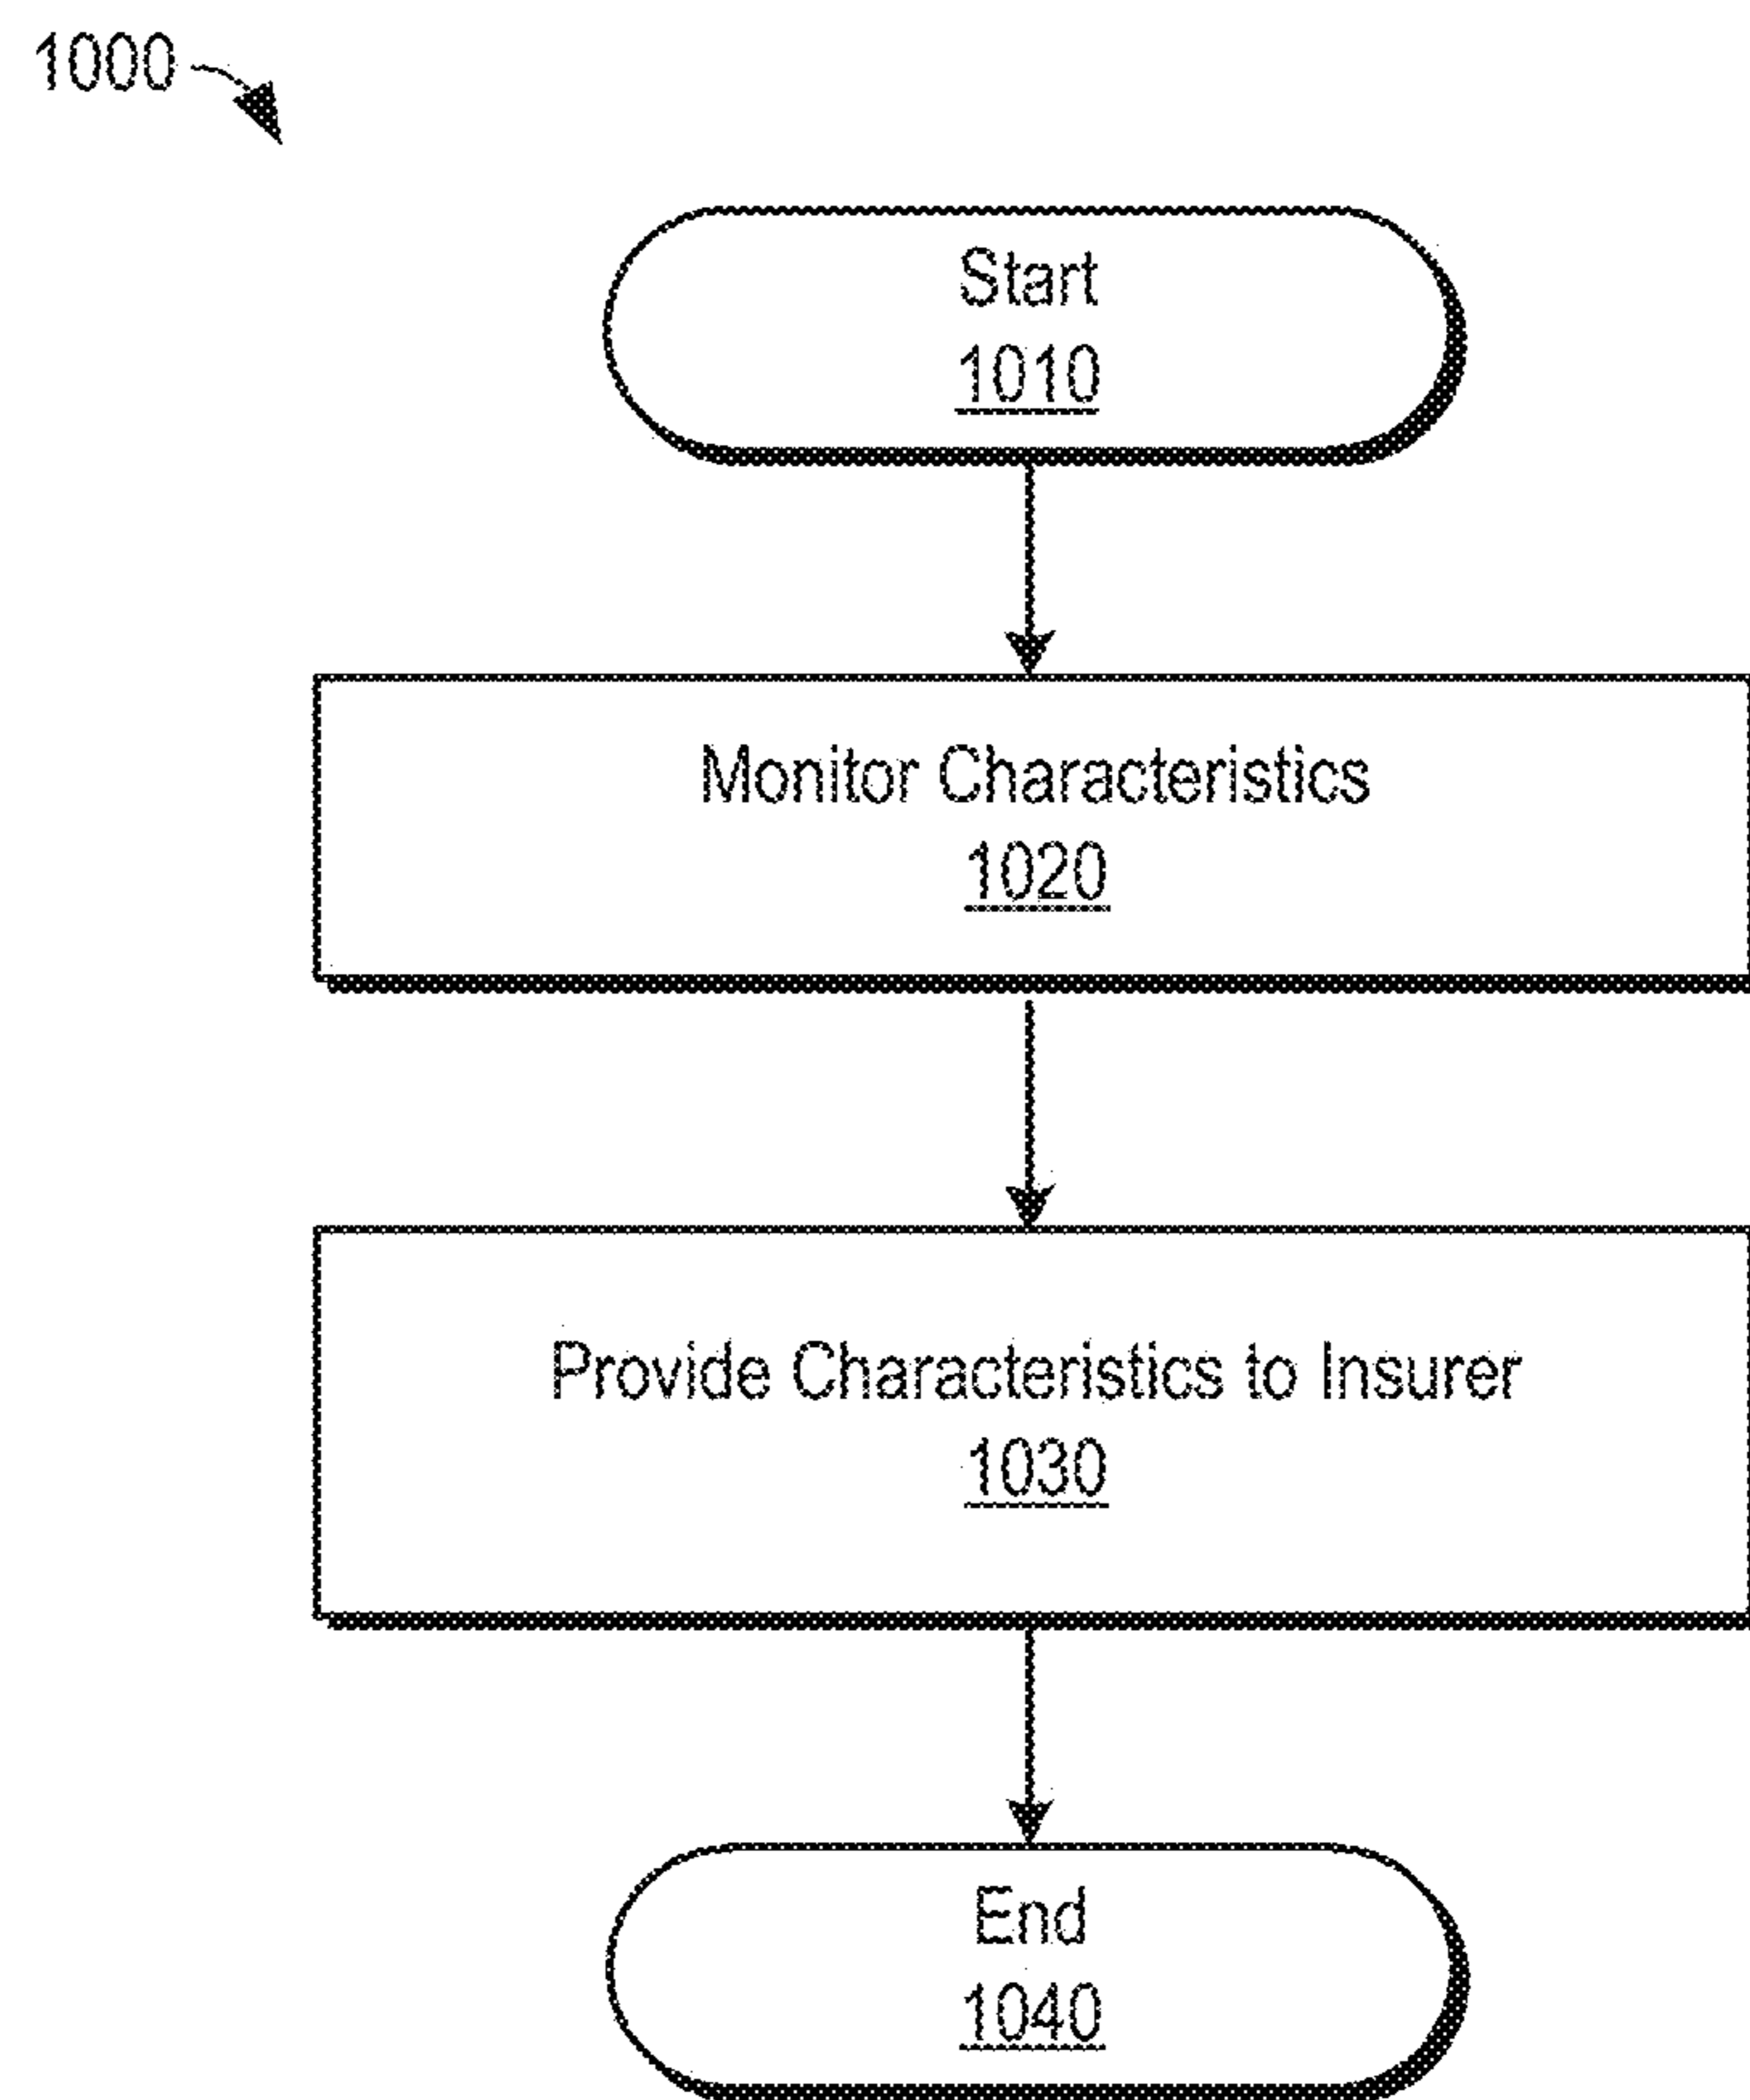 1000
Start
1010
Monitor Characteristics
1020
Provide Characteristics to Insurer
1030
End
1040